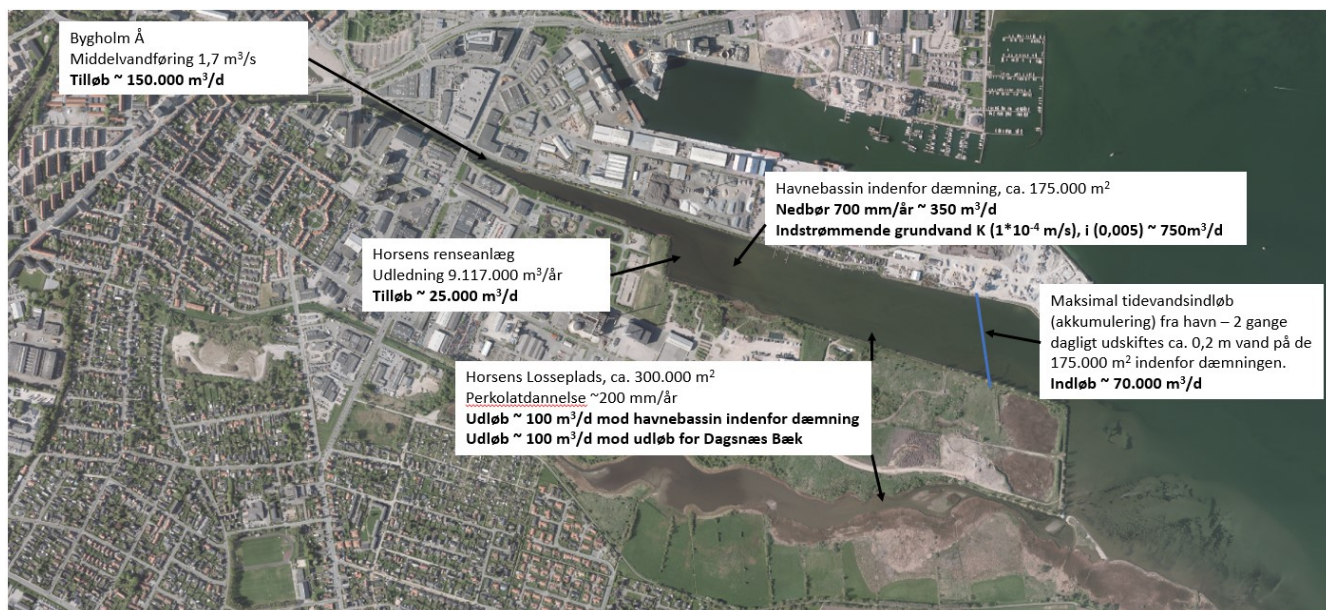 Bygholm Å
Middelvandføring 1,7 m³/s
Tilløb ~ 150.000 m³/d
Havnebassin indenfor dæmning, ca. 175.000 m²
Nedbør 700 mm/år ~ 350 m³/d
Indstrømmende grundvand K (1*10⁻⁴ m/s), i (0,005) ~ 750m³/d
Horsens renseanlæg
Udledning 9.117.000 m³/år
Tilløb ~ 25.000 m³/d
Maksimal tidevandsindløb
(akkumulering) fra havn – 2 gange
dagligt udskiftes ca. 0,2 m vand på de
175.000 m² indenfor dæmningen.
Indløb ~ 70.000 m³/d
Horsens Losseplads, ca. 300.000 m²
Perkolatdannelse ~200 mm/år
Udløb ~ 100 m³/d mod havnebassin indenfor dæmning
Udløb ~ 100 m³/d mod udløb for Dagsnæs Bæk